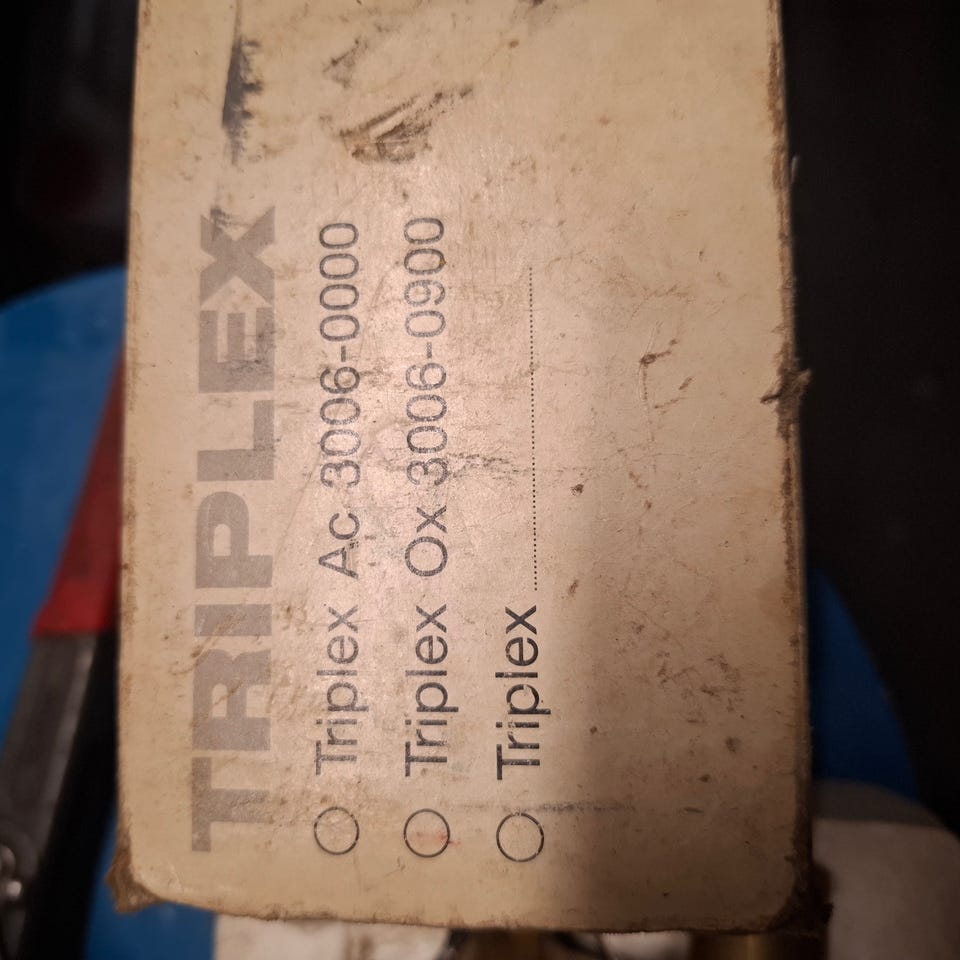 TRIPLEX
Triplex Ac 3006-0000
Triplex Ox 3006-0900
Triplex ....................